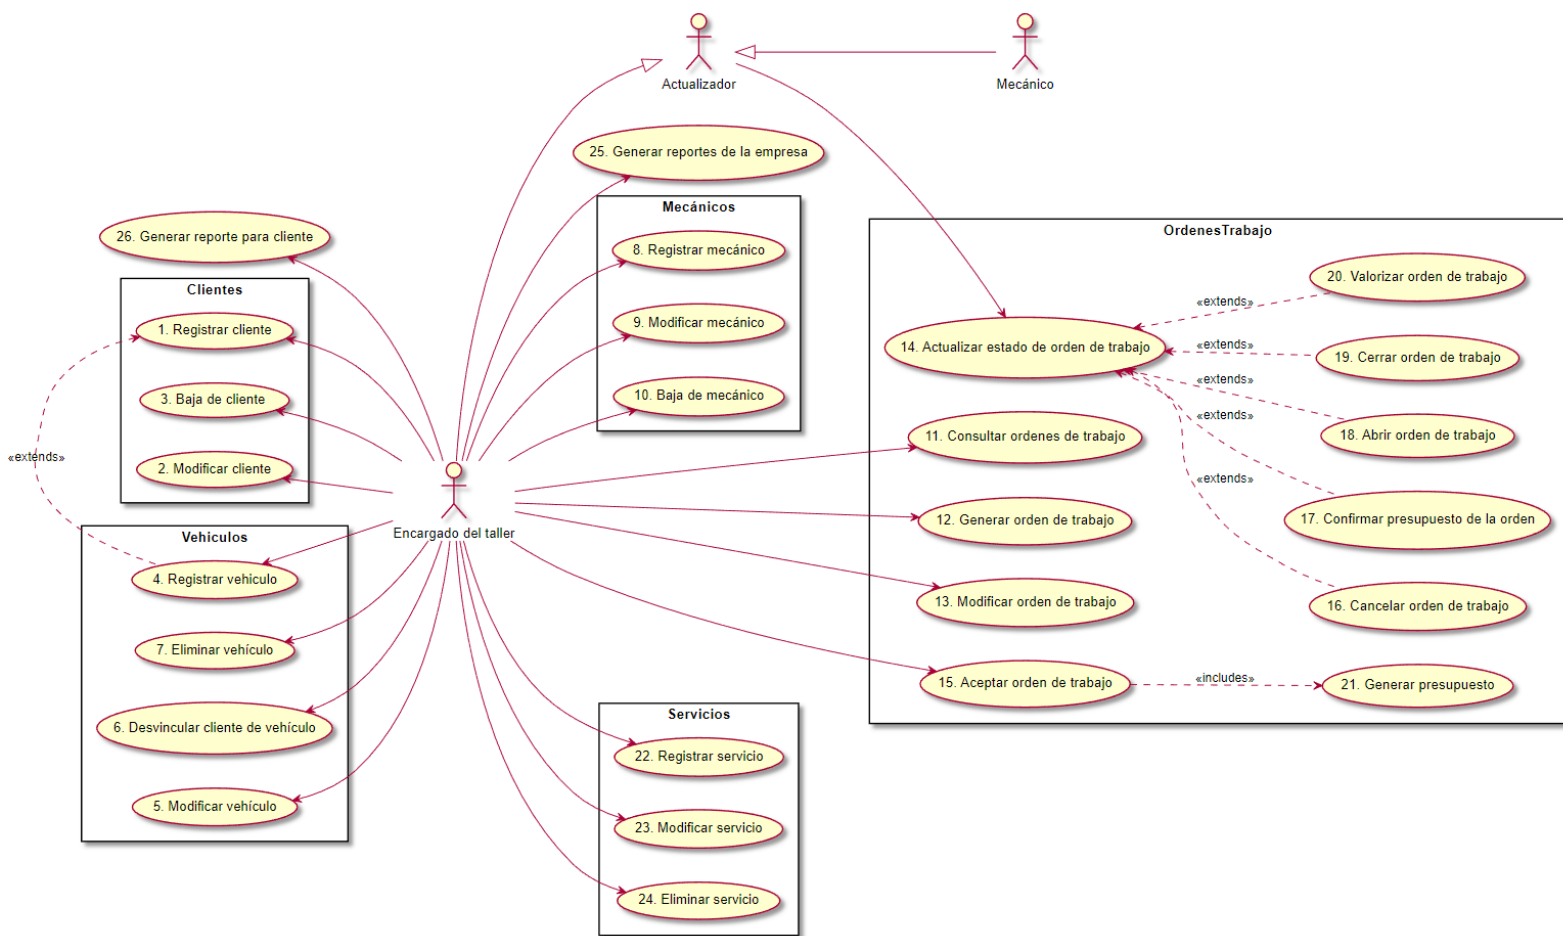 Actualizador
Mecánico
25. Generar reportes de la empresa
26. Generar reporte para cliente
Clientes
1. Registrar cliente
3. Baja de cliente
2. Modificar cliente
«extends»
Mecánicos
8. Registrar mecánico
9. Modificar mecánico
10. Baja de mecánico
Encargado del taller
Vehiculos
4. Registrar vehiculo
7. Eliminar vehículo
6. Desvincular cliente de vehículo
5. Modificar vehículo
Servicios
22. Registrar servicio
23. Modificar servicio
24. Eliminar servicio
OrdenesTrabajo
14. Actualizar estado de orden de trabajo
11. Consultar ordenes de trabajo
12. Generar orden de trabajo
13. Modificar orden de trabajo
15. Aceptar orden de trabajo
«extends»
«extends»
«extends»
«extends»
«extends»
«includes»
20. Valorizar orden de trabajo
19. Cerrar orden de trabajo
18. Abrir orden de trabajo
17. Confirmar presupuesto de la orden
16. Cancelar orden de trabajo
21. Generar presupuesto